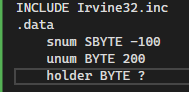 INCLUDE Irvine32.inc
.data
    snum SBYTE -100
    unum BYTE 200
    holder BYTE ?